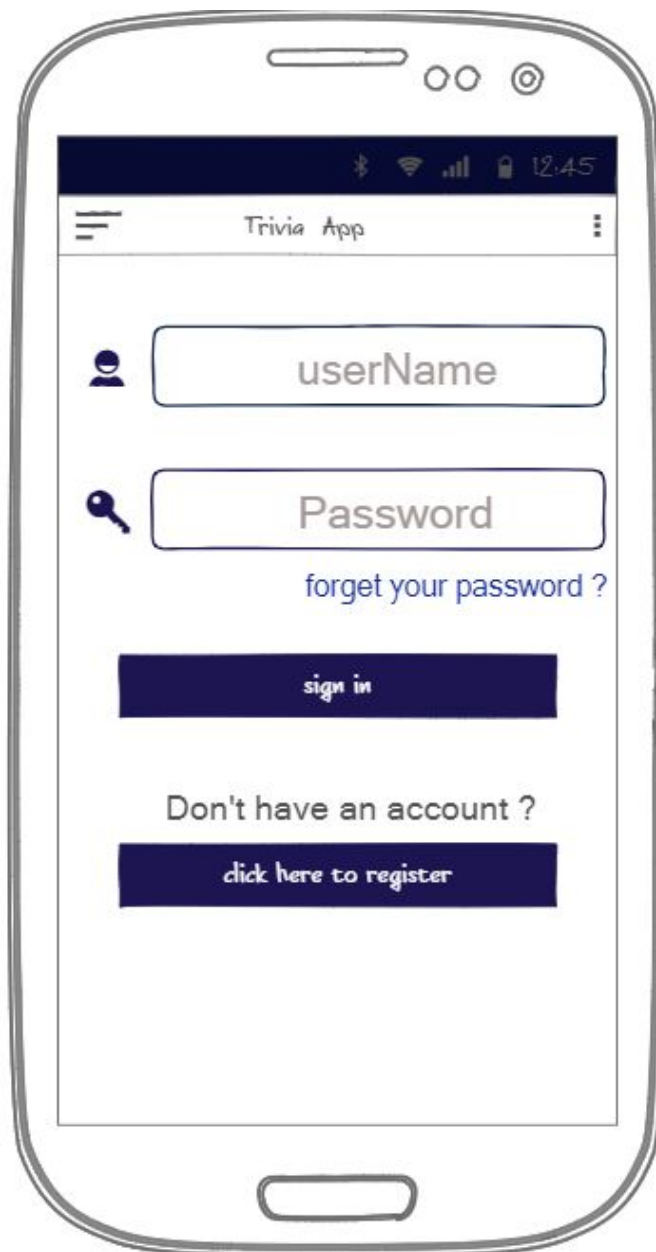 12:45
Trivia App
userName
Password
forget your password ?
sign in
Don't have an account ?
click here to register